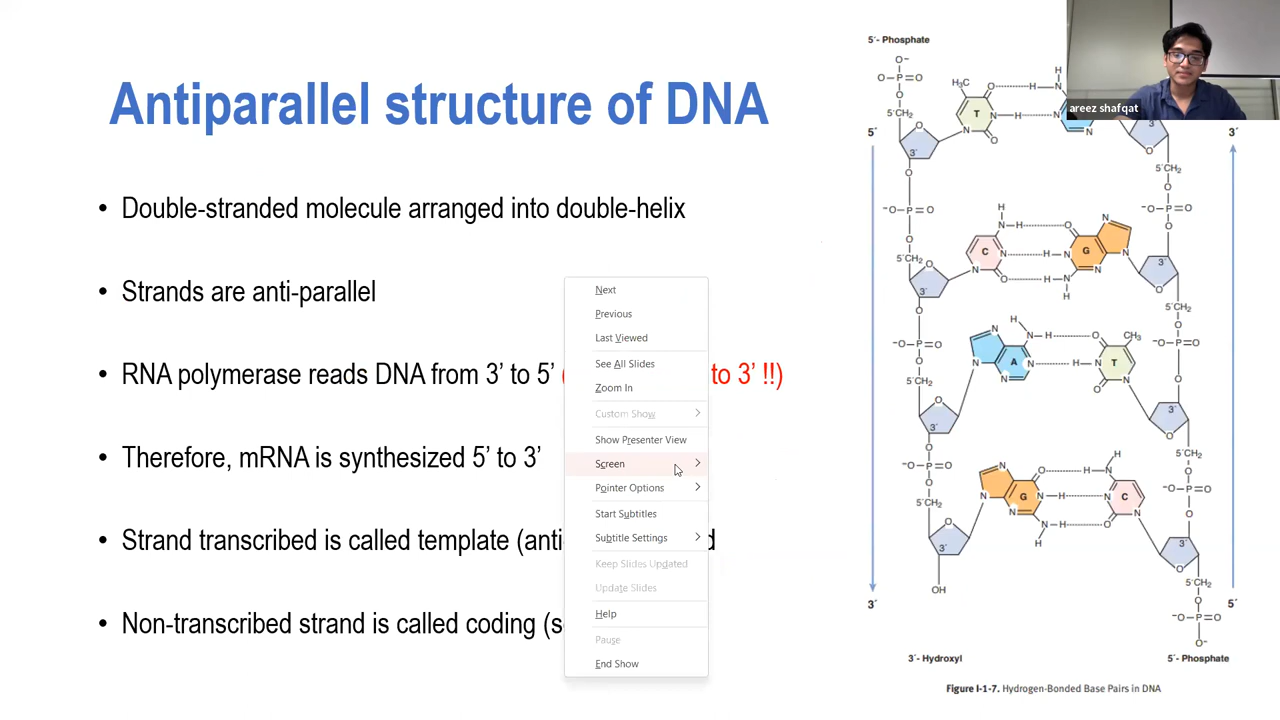 Antiparallel structure of DNA
• Double-stranded molecule arranged into double-helix
• Strands are anti-parallel
• RNA polymerase reads DNA from 3’ to 5’ ( to 3’ !!)
• Therefore, mRNA is synthesized 5’ to 3’
• Strand transcribed is called template (anti
• Non-transcribed strand is called coding (s
Next
Previous
Last Viewed
See All Slides
Zoom In
Custom Show
Show Presenter View
Screen
Pointer Options
Start Subtitles
Subtitle Settings
Keep Slides Updated
Update Slides
Help
Pause
End Show
areez shafqat
5´- Phosphate
5´
3´
T
C
G
A
T
G
C
3´
5´
3´- Hydroxyl
5´- Phosphate
Figure I-1-7. Hydrogen-Bonded Base Pairs in DNA